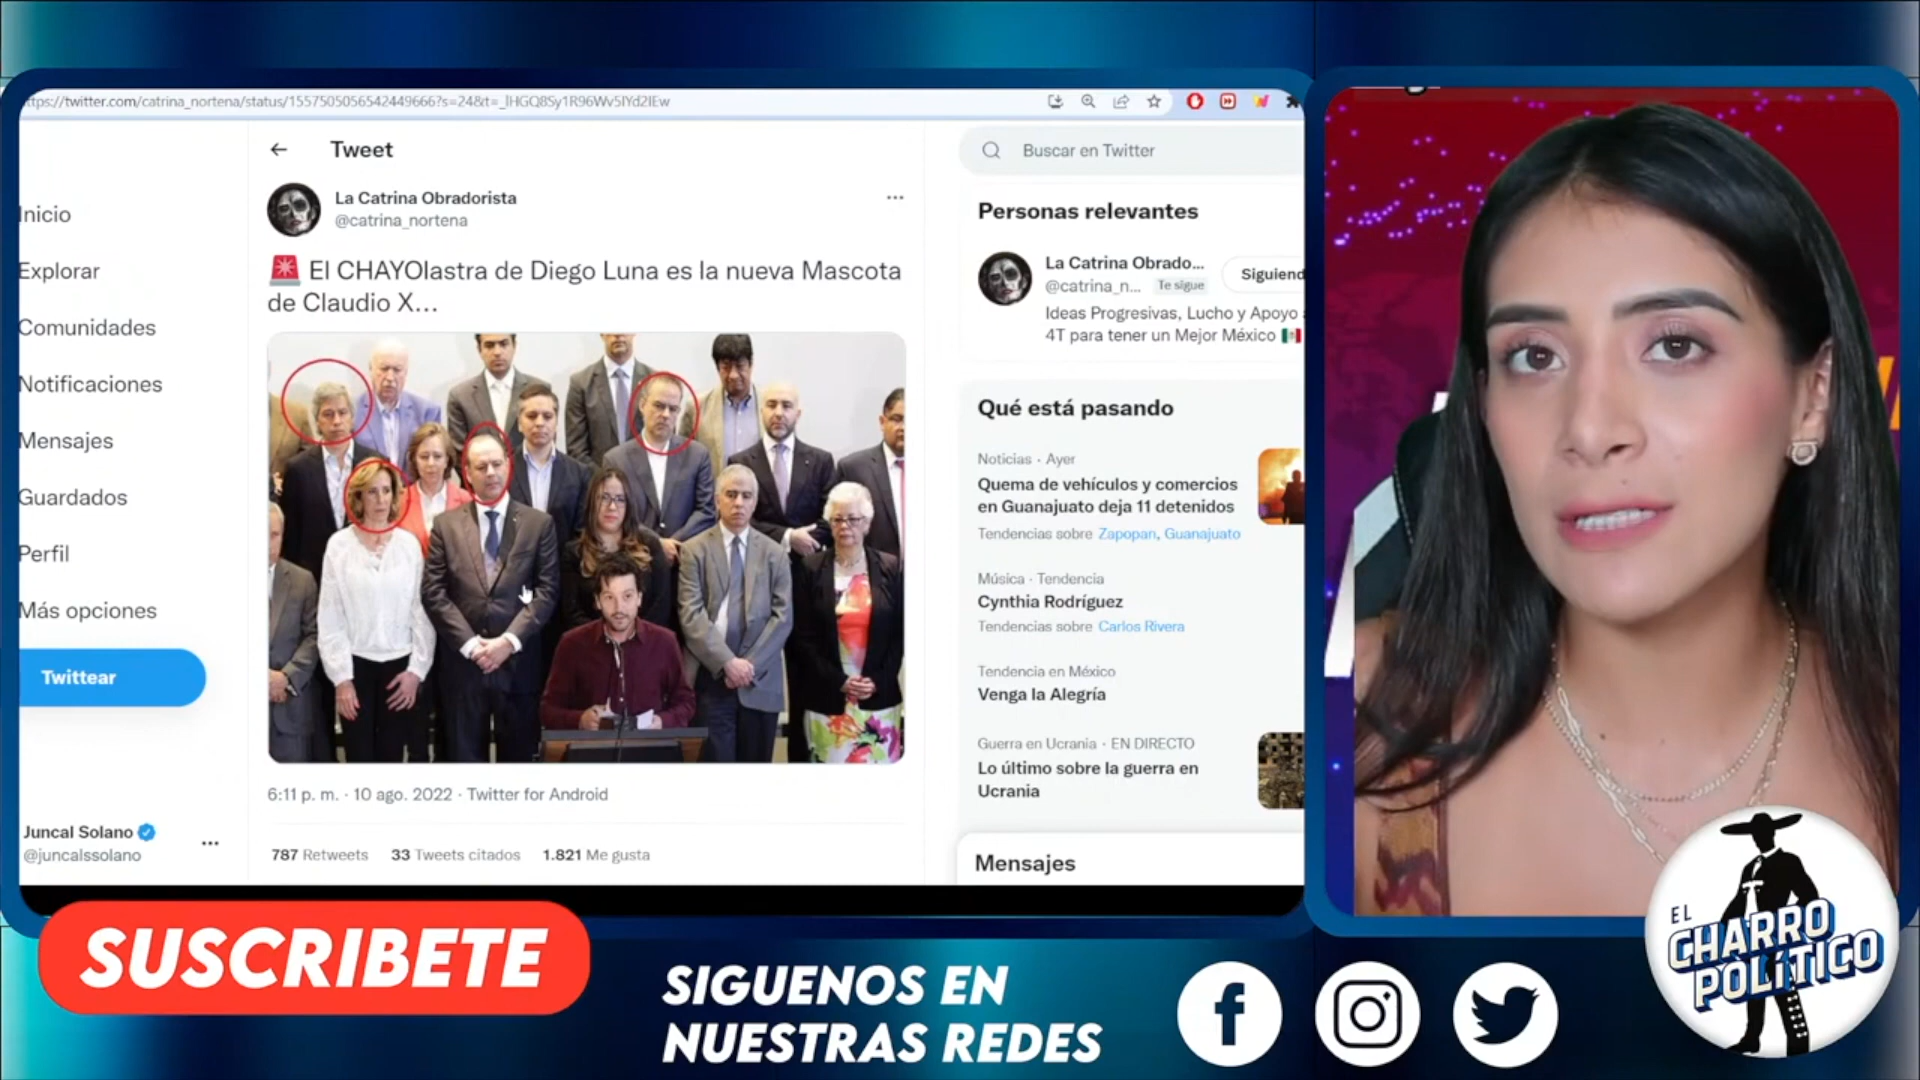 ttps://twitter.com/catrina_nortena/status/1557505056542449666?s=24&t=_lHGQ8Sy1R96Wv5lYd2lEw
Inicio
Explorar
Comunidades
Notificaciones
Mensajes
Guardados
Perfil
Más opciones
Twittear
Juncal Solano
@juncalssolano
Tweet
La Catrina Obradorista
@catrina_nortena
El CHAYOlastra de Diego Luna es la nueva Mascota
de Claudio X...
6:11 p. m. · 10 ago. 2022 · Twitter for Android
787 Retweets 33 Tweets citados 1.821 Me gusta
Buscar en Twitter
Personas relevantes
La Catrina Obrado...
@catrina_n... Te sigue
Siguiend
Ideas Progresivas, Lucho y Apoyo
4T para tener un Mejor México
Qué está pasando
Noticias · Ayer
Quema de vehículos y comercios
en Guanajuato deja 11 detenidos
Tendencias sobre Zapopan, Guanajuato
Música · Tendencia
Cynthia Rodríguez
Tendencias sobre Carlos Rivera
Tendencia en México
Venga la Alegría
Guerra en Ucrania · EN DIRECTO
Lo último sobre la guerra en
Ucrania
Mensajes
SUSCRIBETE
SIGUENOS EN
NUESTRAS REDES
EL
CHARRO
POLÍTICO